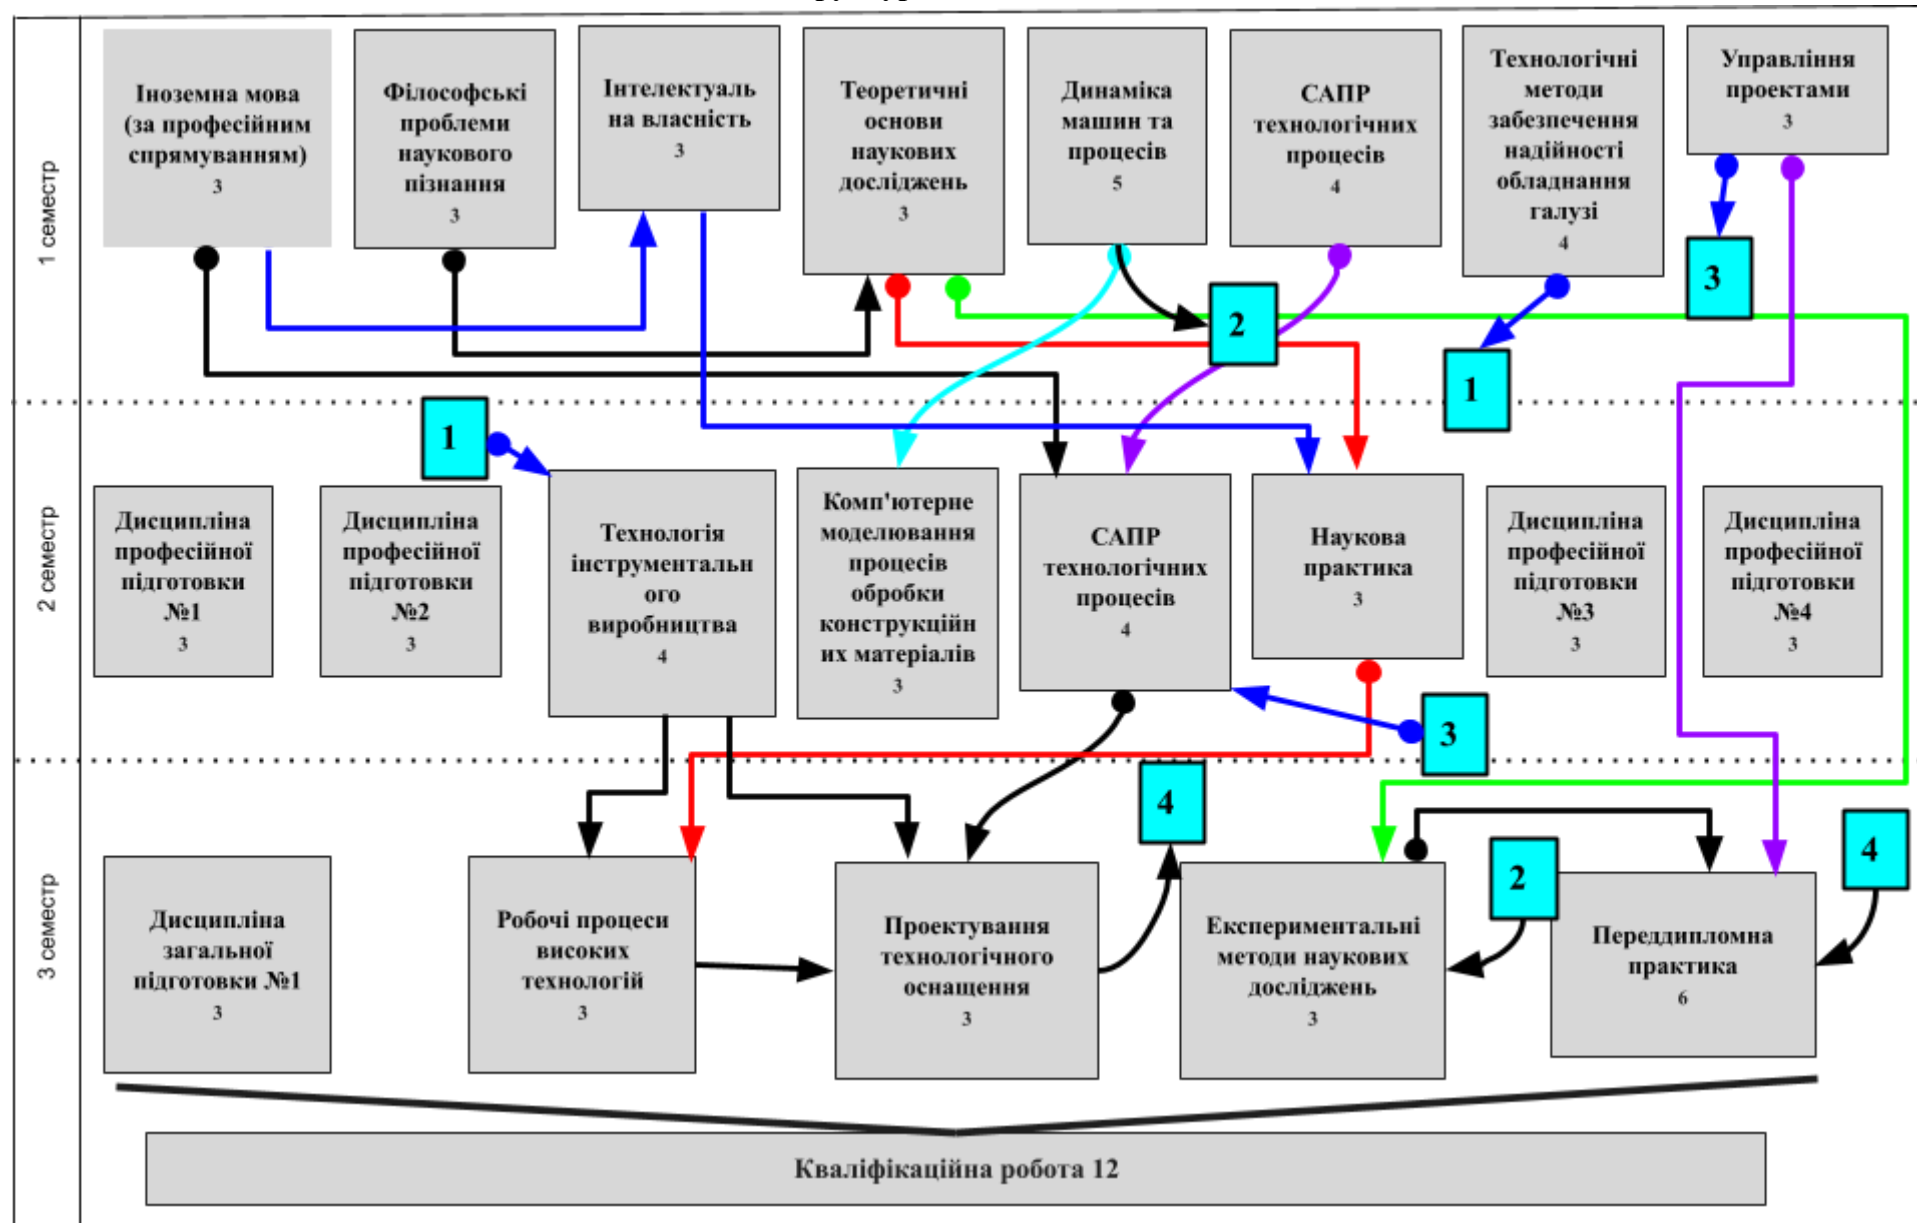 1 семестр
Іноземна мова
(за професійним
спрямуванням)
3
Філософські
проблеми
наукового
пізнання
3
Інтелектуаль
на власність
3
Теоретичні
основи
наукових
досліджень
3
Динаміка
машин та
процесів
5
САПР
технологічних
процесів
4
Технологічні
методи
забезпечення
надійності
обладнання
галузі
4
Управління
проектами
3
3
2
1
2 семестр
1
Дисципліна
професійної
підготовки
№1
3
Дисципліна
професійної
підготовки
№2
3
Технологія
інструментальн
ого
виробництва
4
Комп'ютерне
моделювання
процесів
обробки
конструкційн
их матеріалів
3
САПР
технологічних
процесів
4
Наукова
практика
3
Дисципліна
професійної
підготовки
№3
3
Дисципліна
професійної
підготовки
№4
3
3
3 семестр
4
4
2
Дисципліна
загальної
підготовки №1
3
Робочі процеси
високих
технологій
3
Проектування
технологічного
оснащення
3
Експериментальні
методи наукових
досліджень
3
Переддипломна
практика
6
Кваліфікаційна робота 12